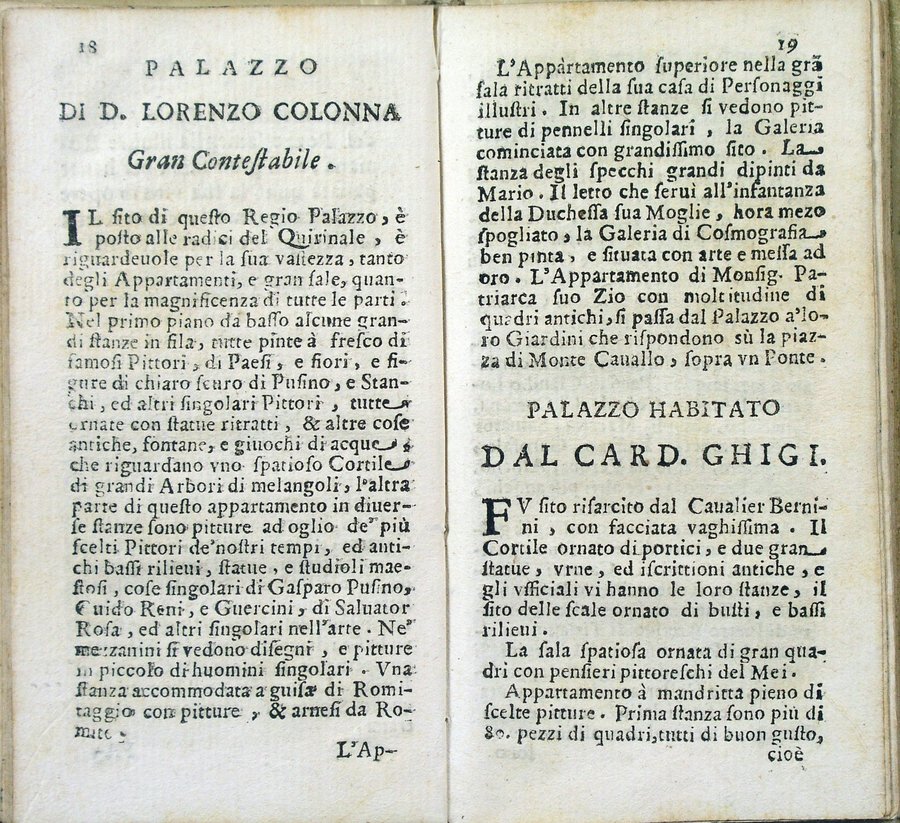 18
PALAZZO
DI D. LORENZO COLONNA
Gran Contestabile.
IL sito di questo Regio Palazzo, è
posto alle radici del Quirinale, è
riguardeuole per la sua vastezza, tanto
degli Appartamenti, e gran sale, quan-
to per la magnificenza di tutte le parti.
Nel primo piano da basso alcune gran-
di stanze in fila, tutte pinte à fresco di
famosi Pittori, di Paesi, e fiori, e fi-
gure di chiaro scuro di Pusino, e Stan-
chi, ed altri singolari Pittori, tutte
ornate con statue ritratti, & altre cose
antiche, fontane, e giuochi di acque,
che riguardano vno spatioso Cortile
di grandi Arbori di melangoli, l'altra
parte di questo appartamento in diuer-
se stanze sono pitture ad oglio de' più
scelti Pittori de'nostri tempi, ed anti-
chi bassi rilieui, statue, e studioli mae-
stosi, cose singolari di Gasparo Pusino,
Guido Reni, e Guercini, di Saluator
Rosa, ed altri singolari nell'arte. Ne'
mezzanini si vedono disegni, e pitture
in piccolo di huomini singolari. Vna
stanza accommodata a guisa di Romi-
taggio con pitture, & arnesi da Ro-
mite.
L'Ap-
19
L'Appartamento superiore nella grã
sala ritratti della sua casa di Personaggi
illustri. In altre stanze si vedono pit-
ture di pennelli singolari, la Galeria
cominciata con grandissimo sito. La
stanza degli specchi grandi dipinti da
Mario. Il letto che seruì all'infantanza
della Duchessa sua Moglie, hora mezo
spogliato, la Galeria di Cosmografia
ben pinta, e situata con arte e messa ad
oro. L'Appartamento di Monsig. Pa-
triarca suo Zio con moltitudine di
quadri antichi, si passa dal Palazzo a'lo-
ro Giardini che rispondono sù la piaz-
za di Monte Cauallo, sopra vn Ponte.
PALAZZO HABITATO
DAL CARD. GHIGI.
FV sito risarcito dal Caualier Berni-
ni, con facciata vaghissima. Il
Cortile ornato di portici, e due gran
statue, vrne, ed iscrittioni antiche, e
gli vfficiali vi hanno le loro stanze, il
sito delle scale ornato di busti, e bassi
rilieui.
La sala spatiosa ornata di gran qua-
dri con pensieri pittoreschi del Mei.
Appartamento à mandritta pieno di
scelte pitture. Prima stanza sono più di
80. pezzi di quadri, tutti di buon gusto,
cioè